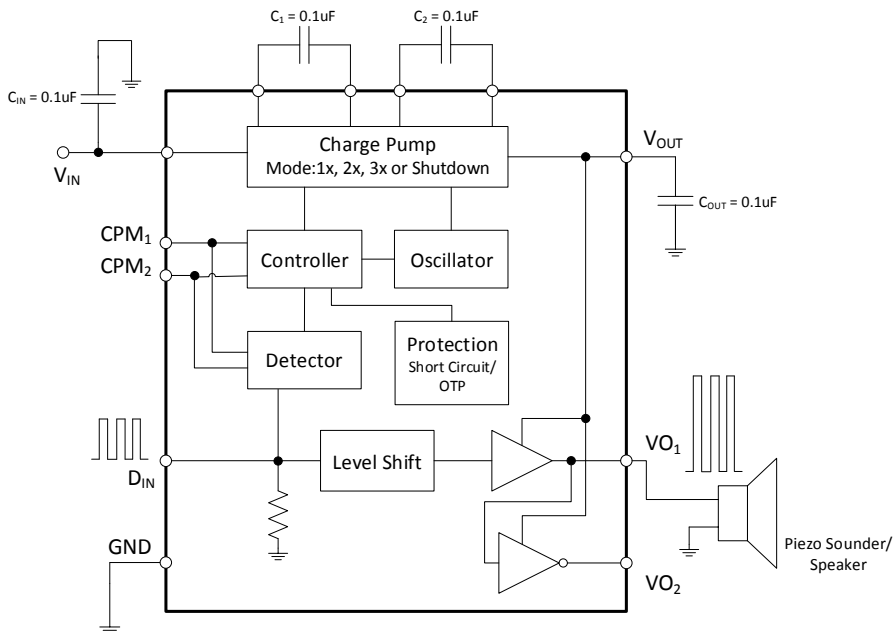 C₁ = 0.1uF
C₂ = 0.1uF
C_IN = 0.1uF
Charge Pump
Mode:1x, 2x, 3x or Shutdown
V_IN
V_OUT
C_OUT = 0.1uF
CPM₁
CPM₂
Controller
Oscillator
Detector
Protection
Short Circuit/
OTP
D_IN
Level Shift
VO₁
GND
VO₂
Piezo Sounder/
Speaker